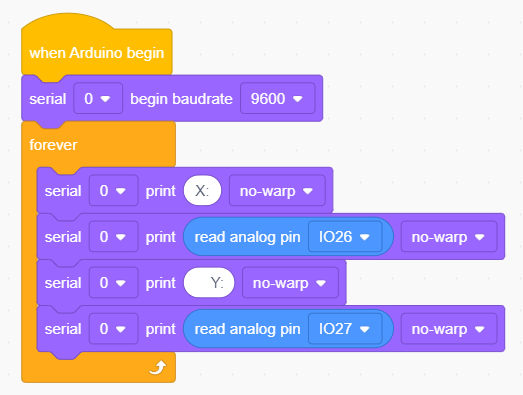 when Arduino begin
serial 0 begin baudrate 9600
forever
serial 0 print X: no-warp
serial 0 print read analog pin IO26 no-warp
serial 0 print Y: no-warp
serial 0 print read analog pin IO27 no-warp